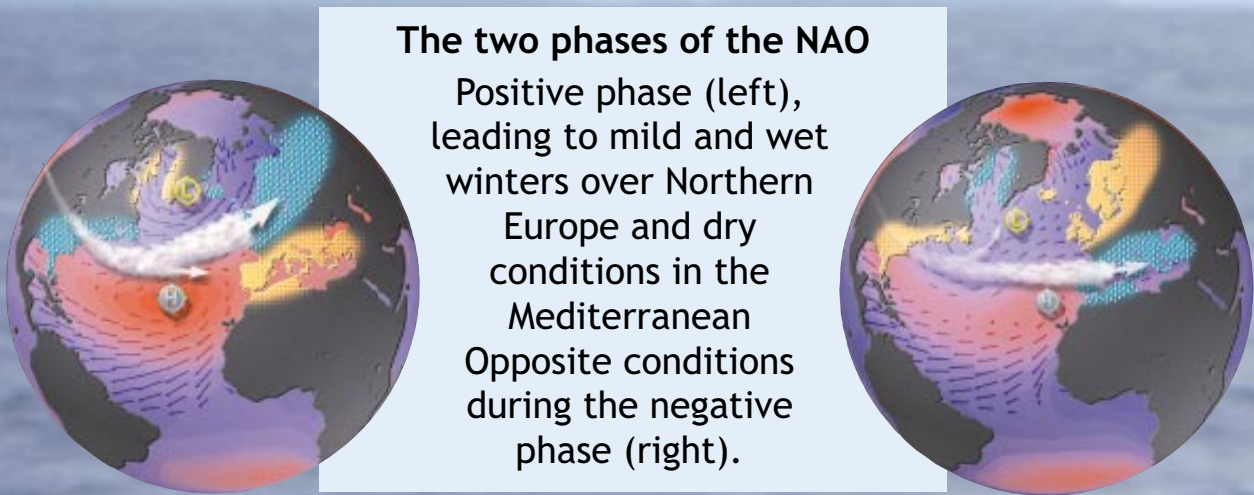 The two phases of the NAO
Positive phase (left),
leading to mild and wet
winters over Northern
Europe and dry
conditions in the
Mediterranean
Opposite conditions
during the negative
phase (right).
L
H
L
H